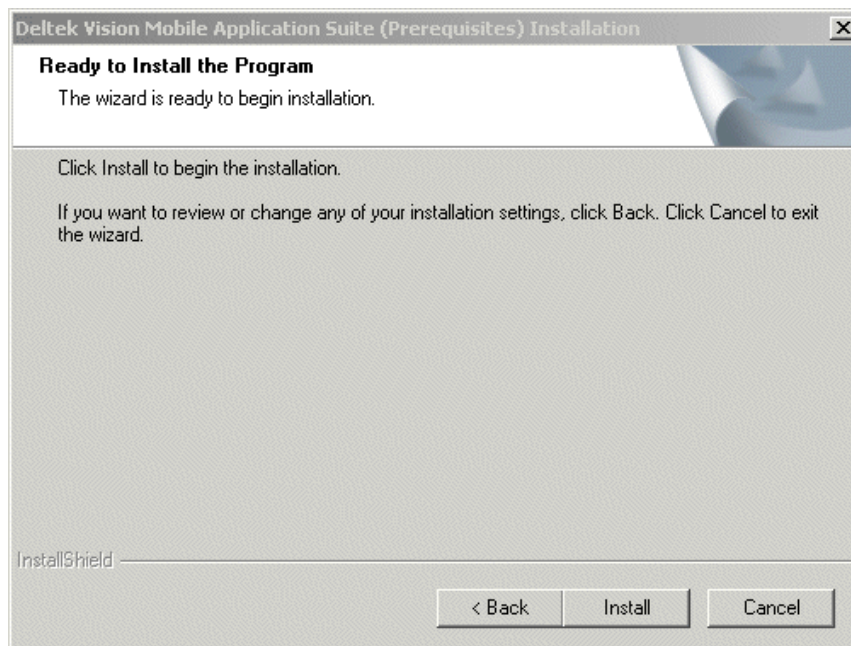 Deltek Vision Mobile Application Suite (Prerequisites) Installation
Ready to Install the Program
The wizard is ready to begin installation.
Click Install to begin the installation.
If you want to review or change any of your installation settings, click Back. Click Cancel to exit
the wizard.
InstallShield
< Back
Install
Cancel